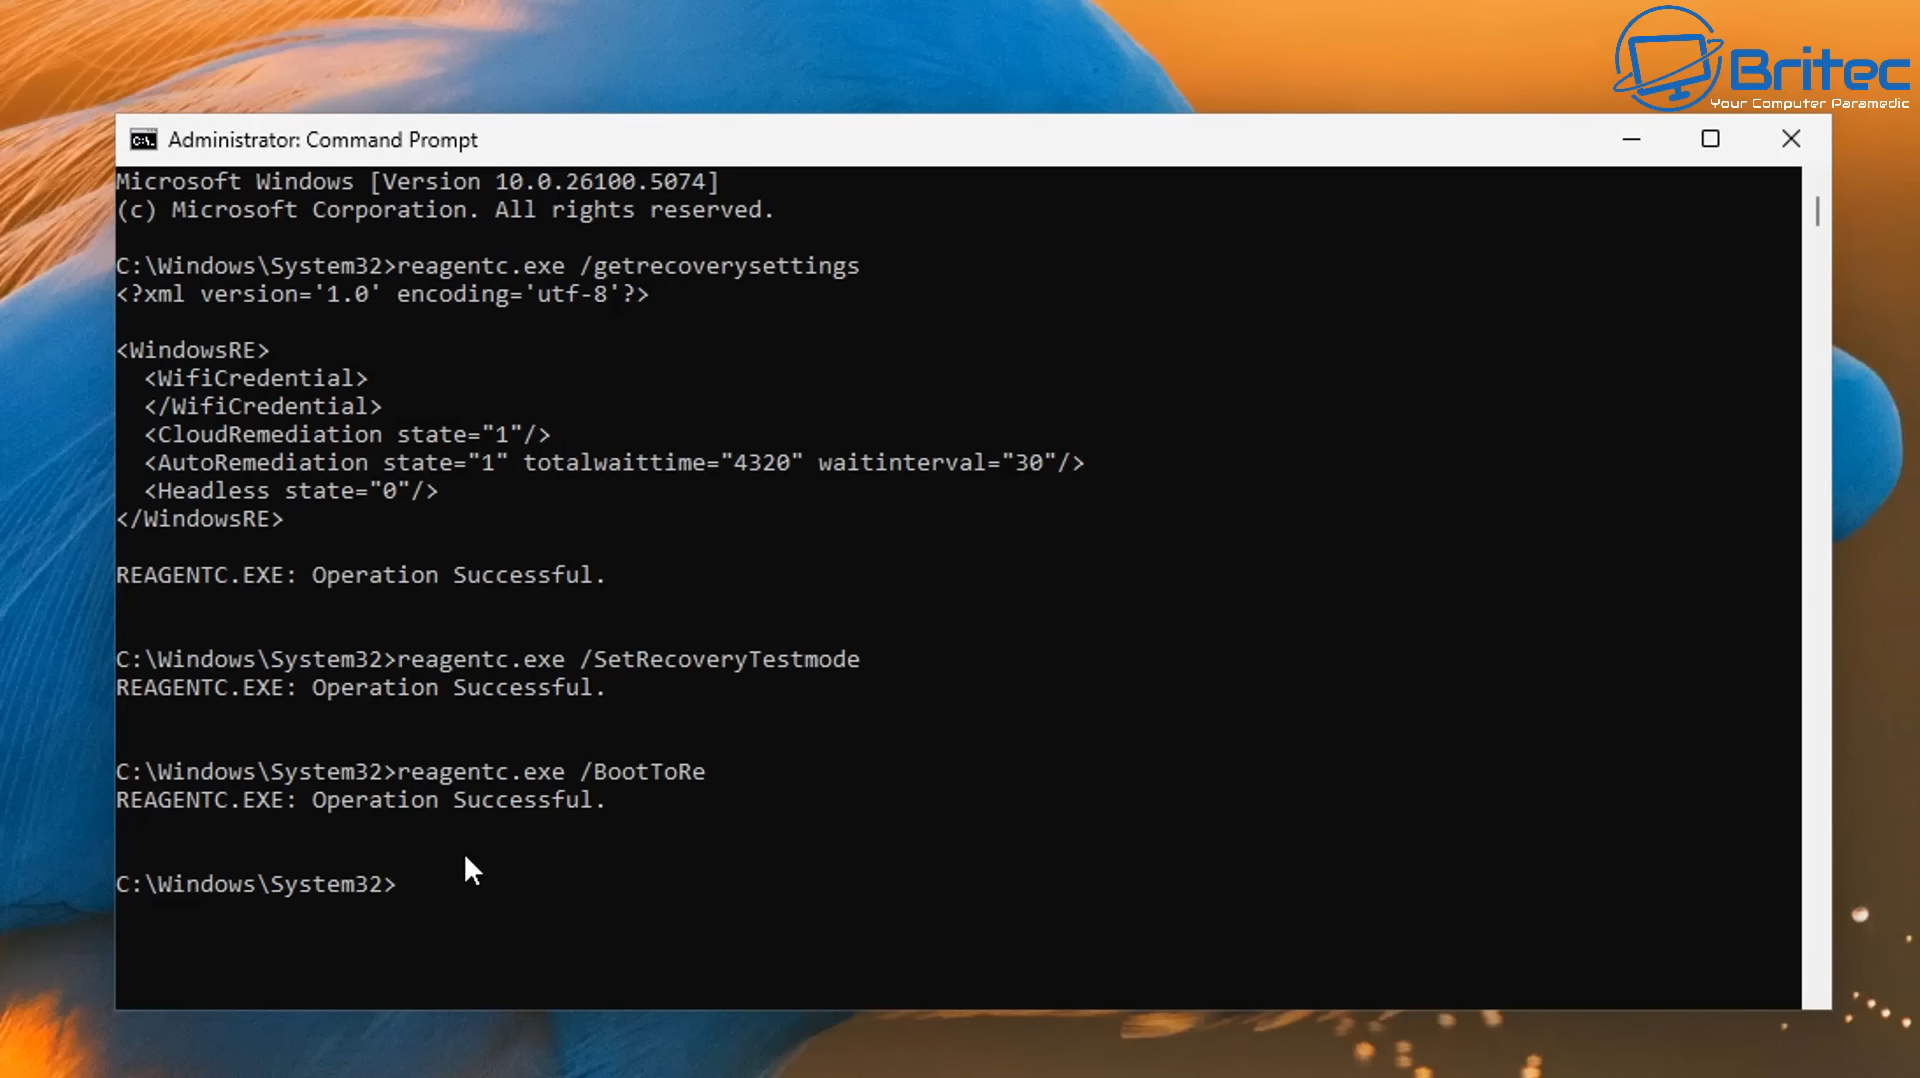 Britec
Your Computer Paramedic
Administrator: Command Prompt
Microsoft Windows [Version 10.0.26100.5074]
(c) Microsoft Corporation. All rights reserved.
C:\Windows\System32>reagentc.exe /getrecoverysettings
<?xml version='1.0' encoding='utf-8'?>
<WindowsRE>
  <WifiCredential>
  </WifiCredential>
  <CloudRemediation state="1"/>
  <AutoRemediation state="1" totalwaittime="4320" waitinterval="30"/>
  <Headless state="0"/>
</WindowsRE>
REAGENTC.EXE: Operation Successful.
C:\Windows\System32>reagentc.exe /SetRecoveryTestmode
REAGENTC.EXE: Operation Successful.
C:\Windows\System32>reagentc.exe /BootToRe
REAGENTC.EXE: Operation Successful.
C:\Windows\System32>